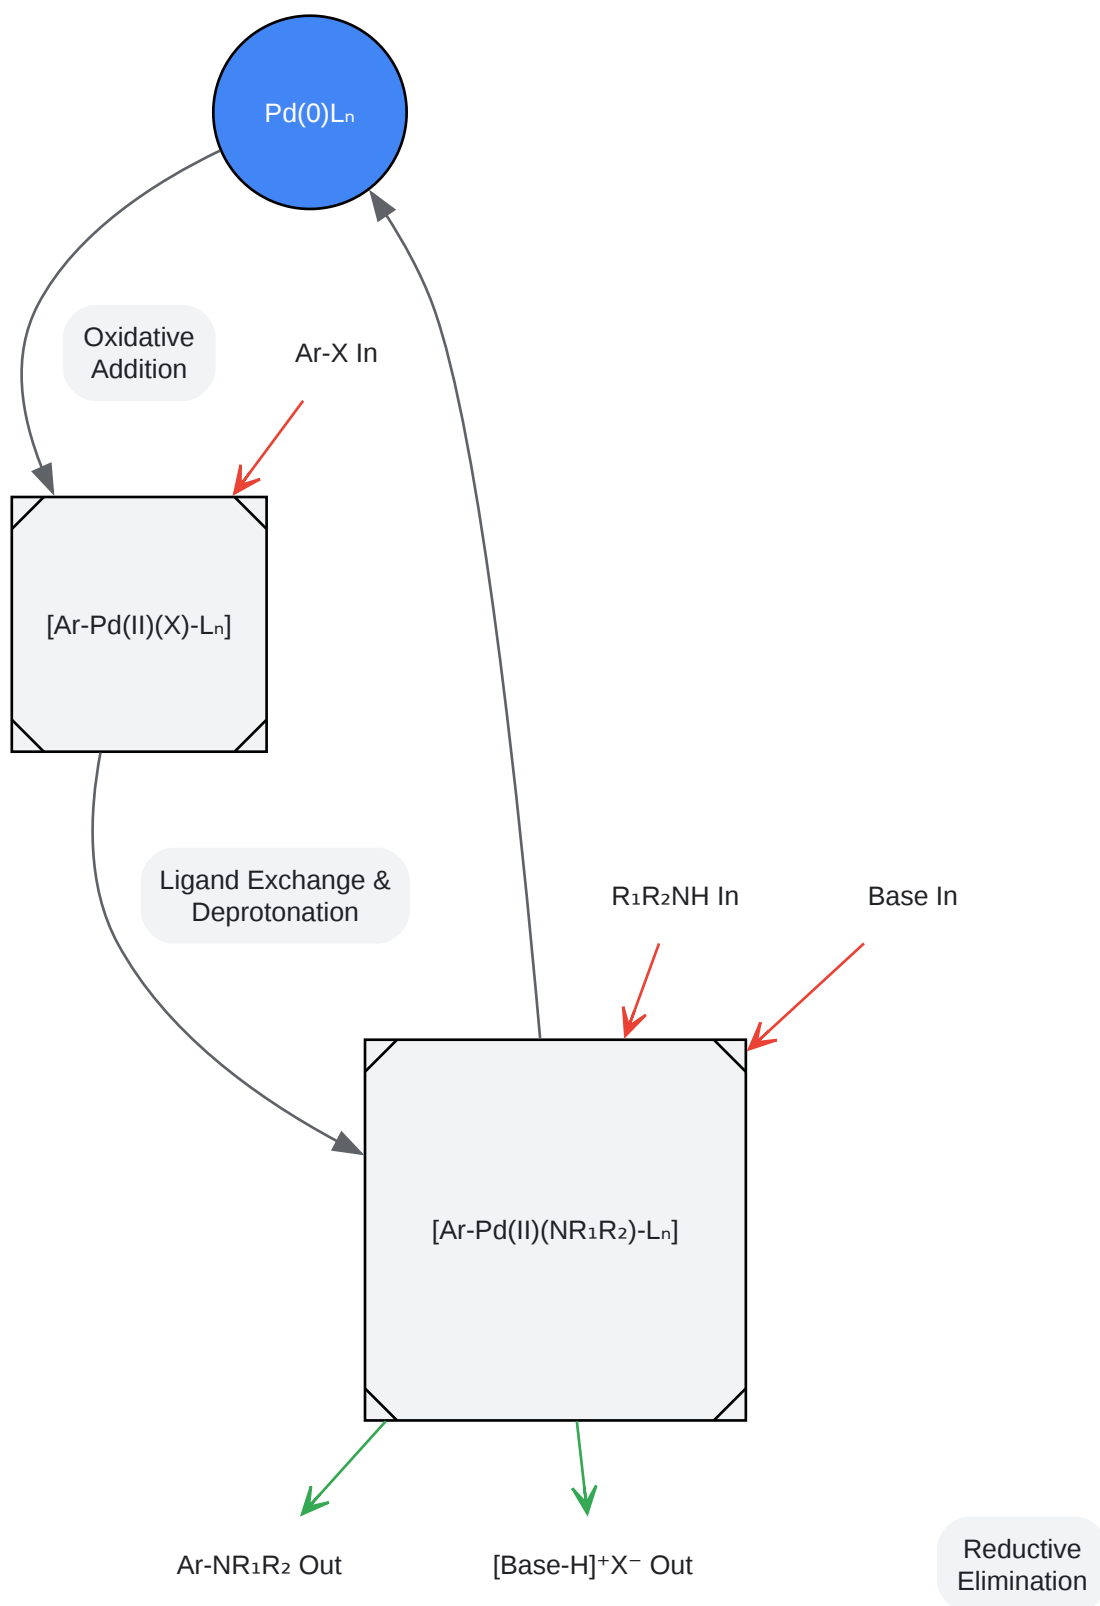 Pd(0)Lₙ
Oxidative
Addition
Ar-X In
[Ar-Pd(II)(X)-Lₙ]
Ligand Exchange &
Deprotonation
R₁R₂NH In
Base In
[Ar-Pd(II)(NR₁R₂)-Lₙ]
Ar-NR₁R₂ Out
[Base-H]⁺X⁻ Out
Reductive
Elimination